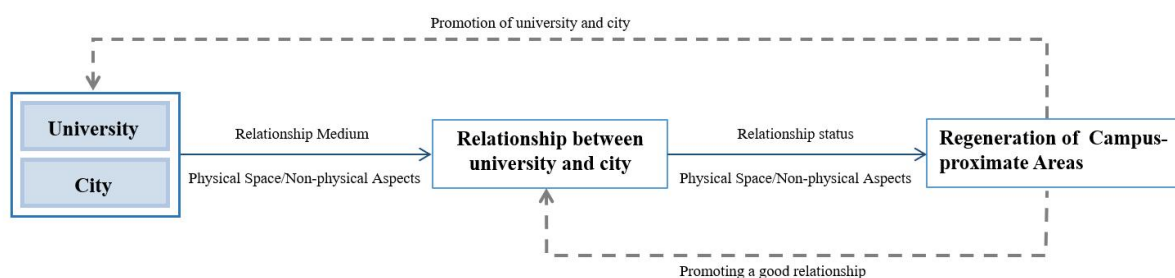 Promotion of university and city
University
City
Relationship Medium
Physical Space/Non-physical Aspects
Relationship between
university and city
Relationship status
Physical Space/Non-physical Aspects
Regeneration of Campus-
proximate Areas
Promoting a good relationship